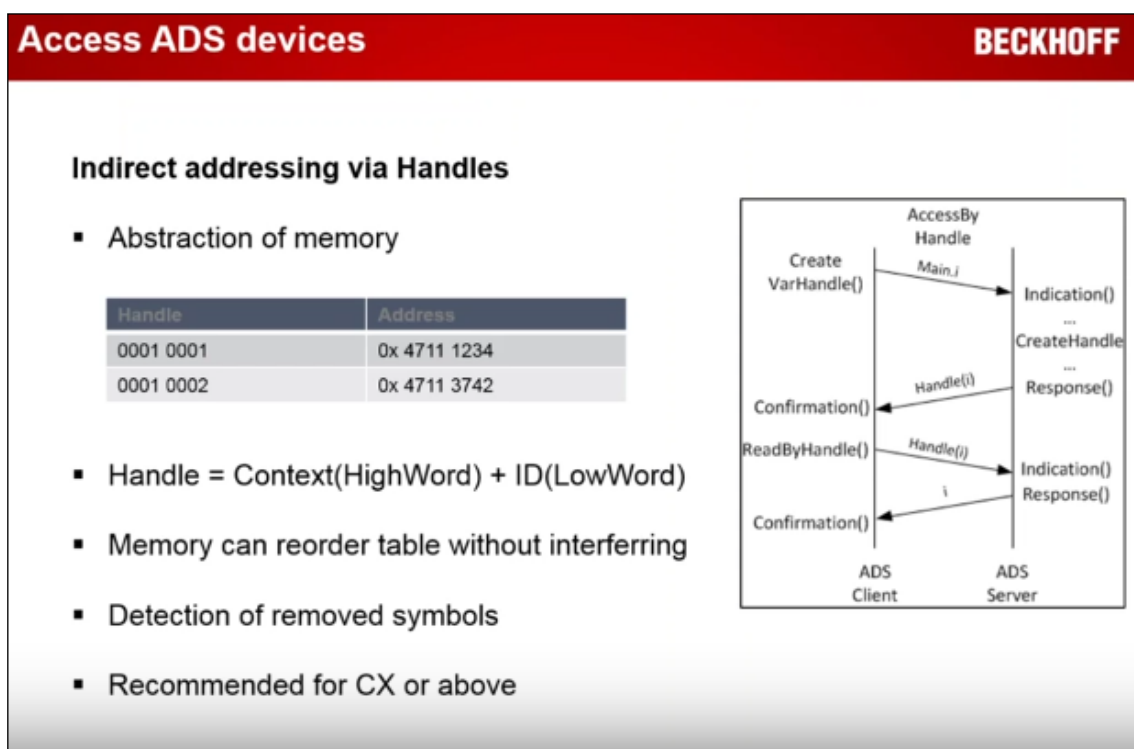 Access ADS devices
BECKHOFF
Indirect addressing via Handles
▪ Abstraction of memory
Handle Address
0001 0001 0x 4711 1234
0001 0002 0x 4711 3742
▪ Handle = Context(HighWord) + ID(LowWord)
▪ Memory can reorder table without interferring
▪ Detection of removed symbols
▪ Recommended for CX or above
AccessBy
Handle
Create
VarHandle()
Main.i
Indication()
...
CreateHandle
...
Handle(i)
Response()
Confirmation()
ReadByHandle()
Handle(i)
Indication()
i
Response()
Confirmation()
ADS
Client
ADS
Server